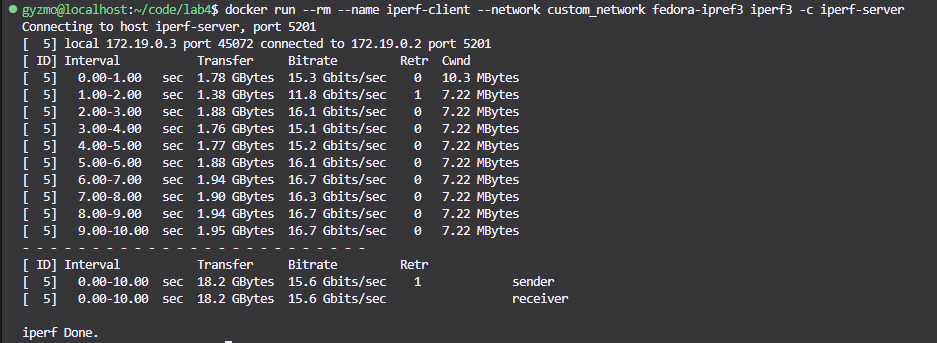 gyzmo@localhost:~/code/lab4$ docker run --rm --name iperf-client --network custom_network fedora-ipref3 iperf3 -c iperf-server
Connecting to host iperf-server, port 5201
[  5] local 172.19.0.3 port 45072 connected to 172.19.0.2 port 5201
[ ID] Interval           Transfer     Bitrate         Retr  Cwnd
[  5]   0.00-1.00   sec  1.78 GBytes  15.3 Gbits/sec    0   10.3 MBytes
[  5]   1.00-2.00   sec  1.38 GBytes  11.8 Gbits/sec    1   7.22 MBytes
[  5]   2.00-3.00   sec  1.88 GBytes  16.1 Gbits/sec    0   7.22 MBytes
[  5]   3.00-4.00   sec  1.76 GBytes  15.1 Gbits/sec    0   7.22 MBytes
[  5]   4.00-5.00   sec  1.77 GBytes  15.2 Gbits/sec    0   7.22 MBytes
[  5]   5.00-6.00   sec  1.88 GBytes  16.1 Gbits/sec    0   7.22 MBytes
[  5]   6.00-7.00   sec  1.94 GBytes  16.7 Gbits/sec    0   7.22 MBytes
[  5]   7.00-8.00   sec  1.90 GBytes  16.3 Gbits/sec    0   7.22 MBytes
[  5]   8.00-9.00   sec  1.94 GBytes  16.7 Gbits/sec    0   7.22 MBytes
[  5]   9.00-10.00  sec  1.95 GBytes  16.7 Gbits/sec    0   7.22 MBytes
- - - - - - - - - - - - - - - - - - - - - - - - -
[ ID] Interval           Transfer     Bitrate         Retr
[  5]   0.00-10.00  sec  18.2 GBytes  15.6 Gbits/sec    1             sender
[  5]   0.00-10.00  sec  18.2 GBytes  15.6 Gbits/sec                  receiver
iperf Done.